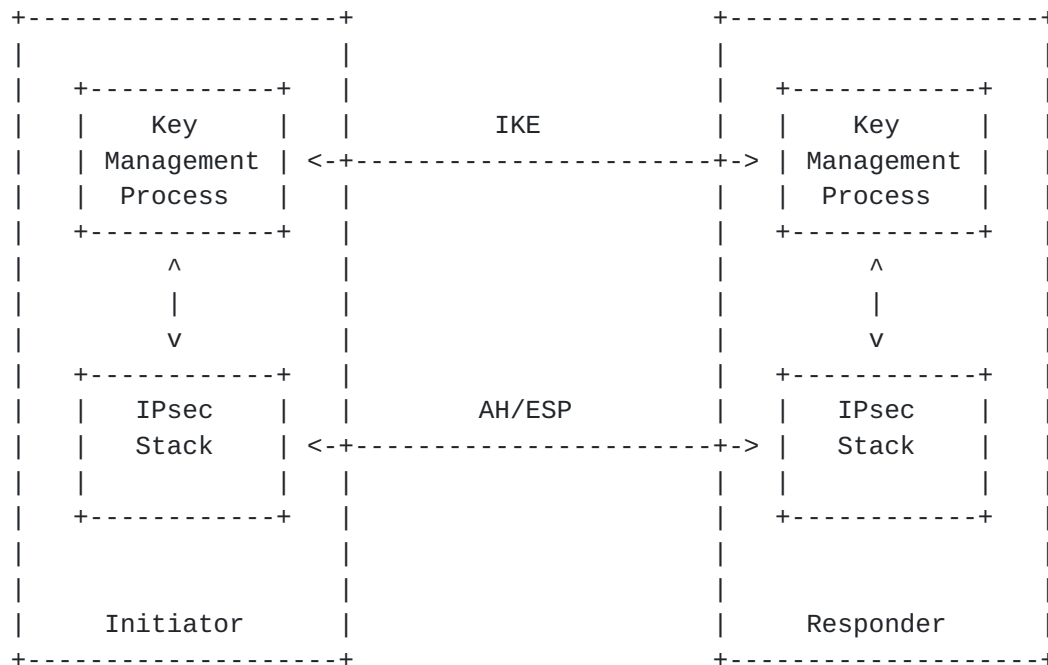 Key IKE Key
Management Management
Process Process
IPsec AH/ESP IPsec
Stack Stack
Initiator Responder